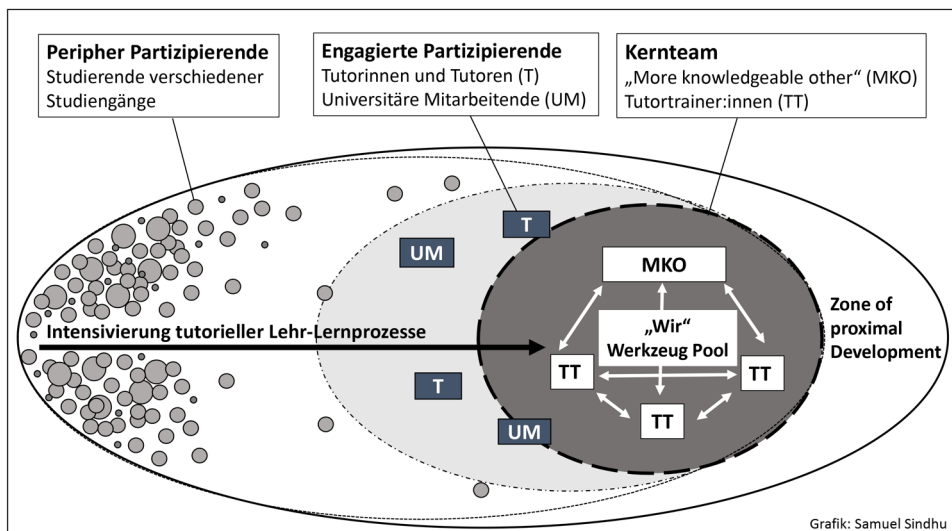 Peripher Partizipierende
Studierende verschiedener
Studiengänge
Engagierte Partizipierende
Tutorinnen und Tutoren (T)
Universitäre Mitarbeitende (UM)
Kernteam
„More knowledgeable other“ (MKO)
Tutortrainer:innen (TT)
T
UM
MKO
Zone of
proximal
Development
Intensivierung tutorieller Lehr-Lernprozesse
„Wir“
Werkzeug Pool
TT
TT
T
TT
UM
Grafik: Samuel Sindhu